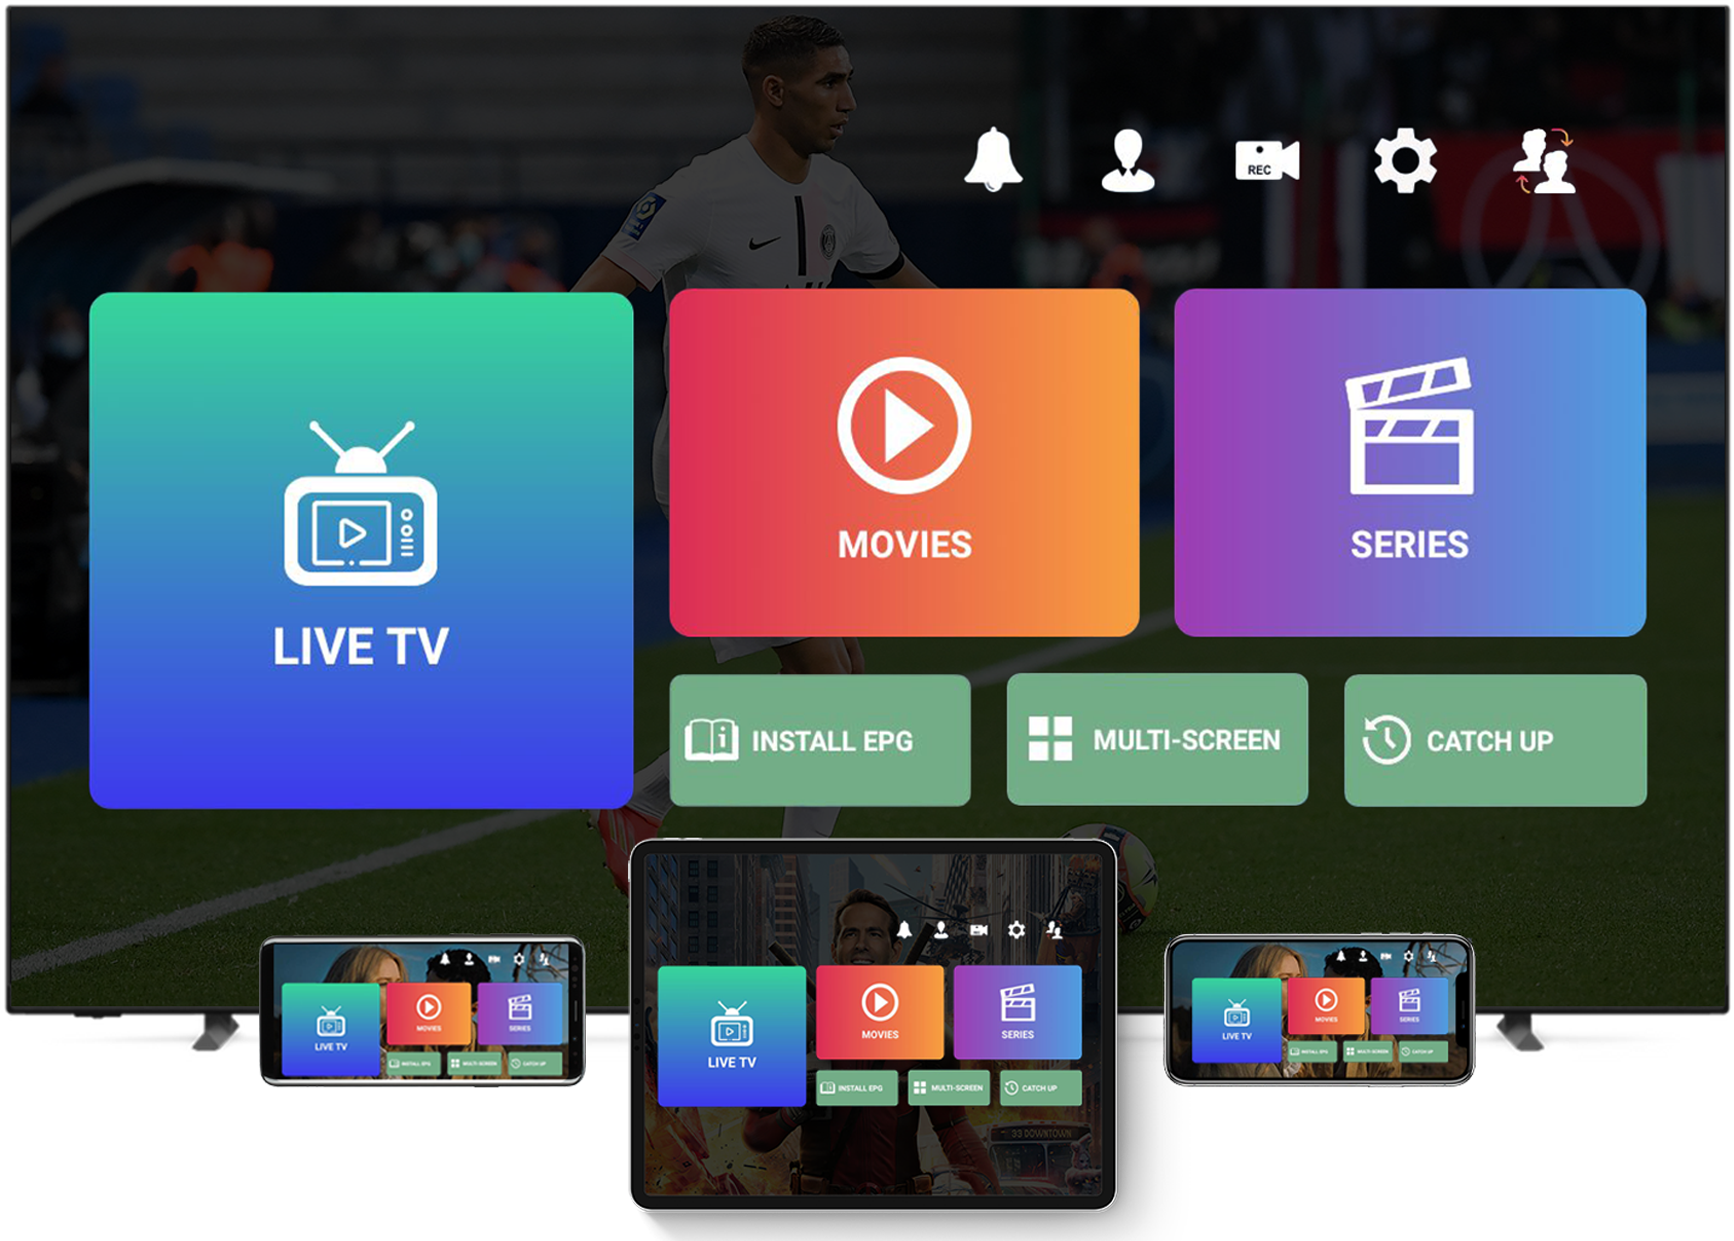 REC
LIVE TV
MOVIES
SERIES
INSTALL EPG
MULTI-SCREEN
CATCH UP
LIVE TV
MOVIES
SERIES
INSTALL EPG
MULTI-SCREEN
CATCH UP
LIVE TV
MOVIES
SERIES
INSTALL EPG
MULTI-SCREEN
CATCH UP
33 DOWNTOWN
LIVE TV
MOVIES
SERIES
INSTALL EPG
MULTI-SCREEN
CATCH UP